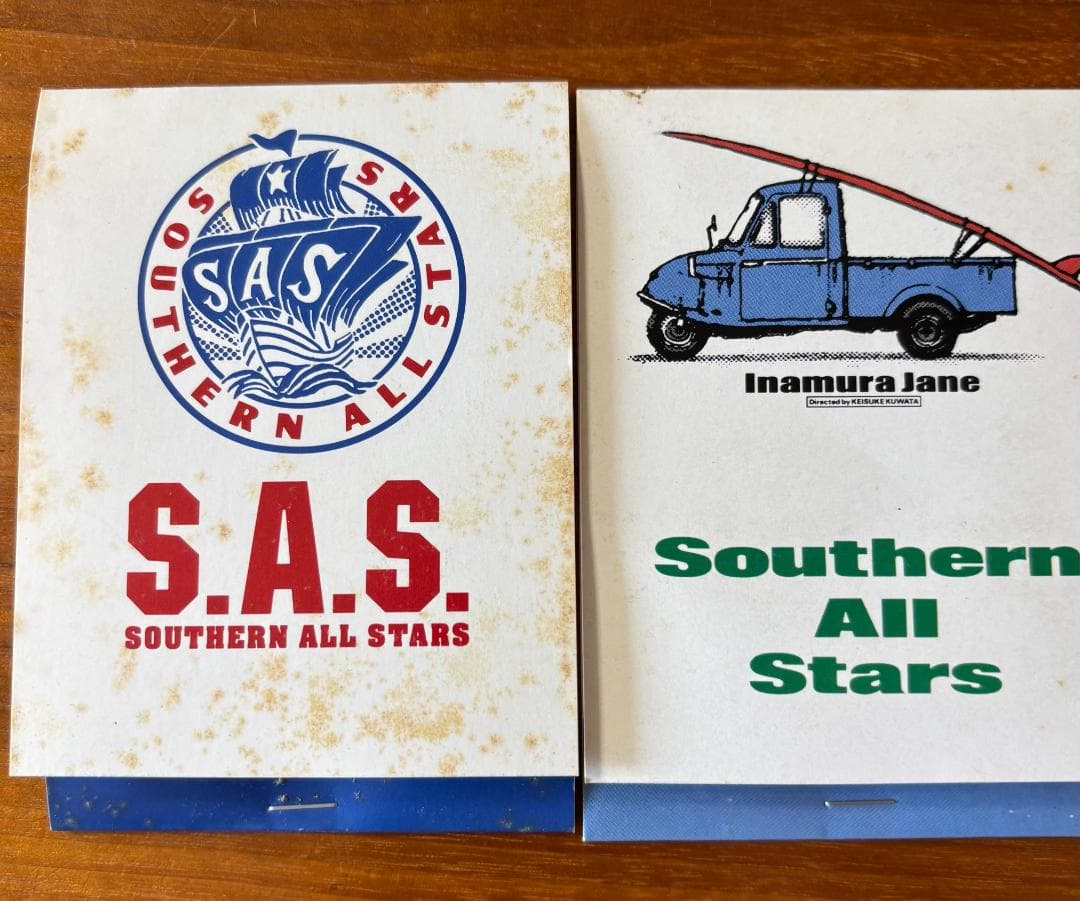 SOUTHERN ALL STARS
SAS
S.A.S.
SOUTHERN ALL STARS
Inamura Jane
Directed by KEISUKE KUWATA
Southern
All
Stars